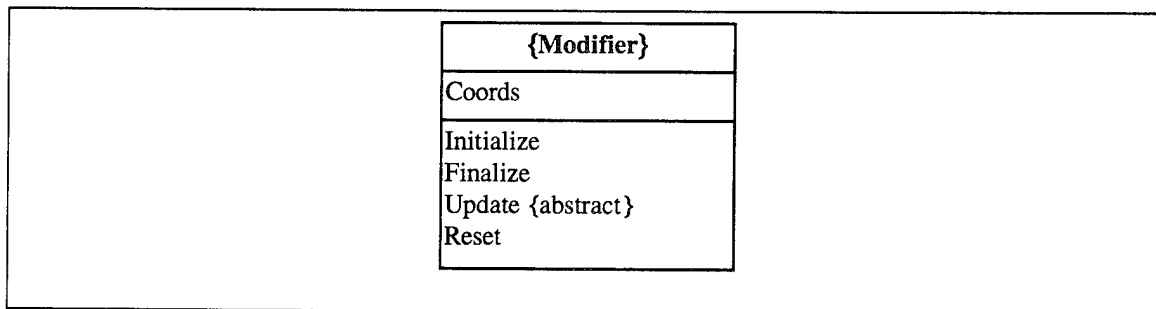 {Modifier}
Coords
Initialize
Finalize
Update {abstract}
Reset